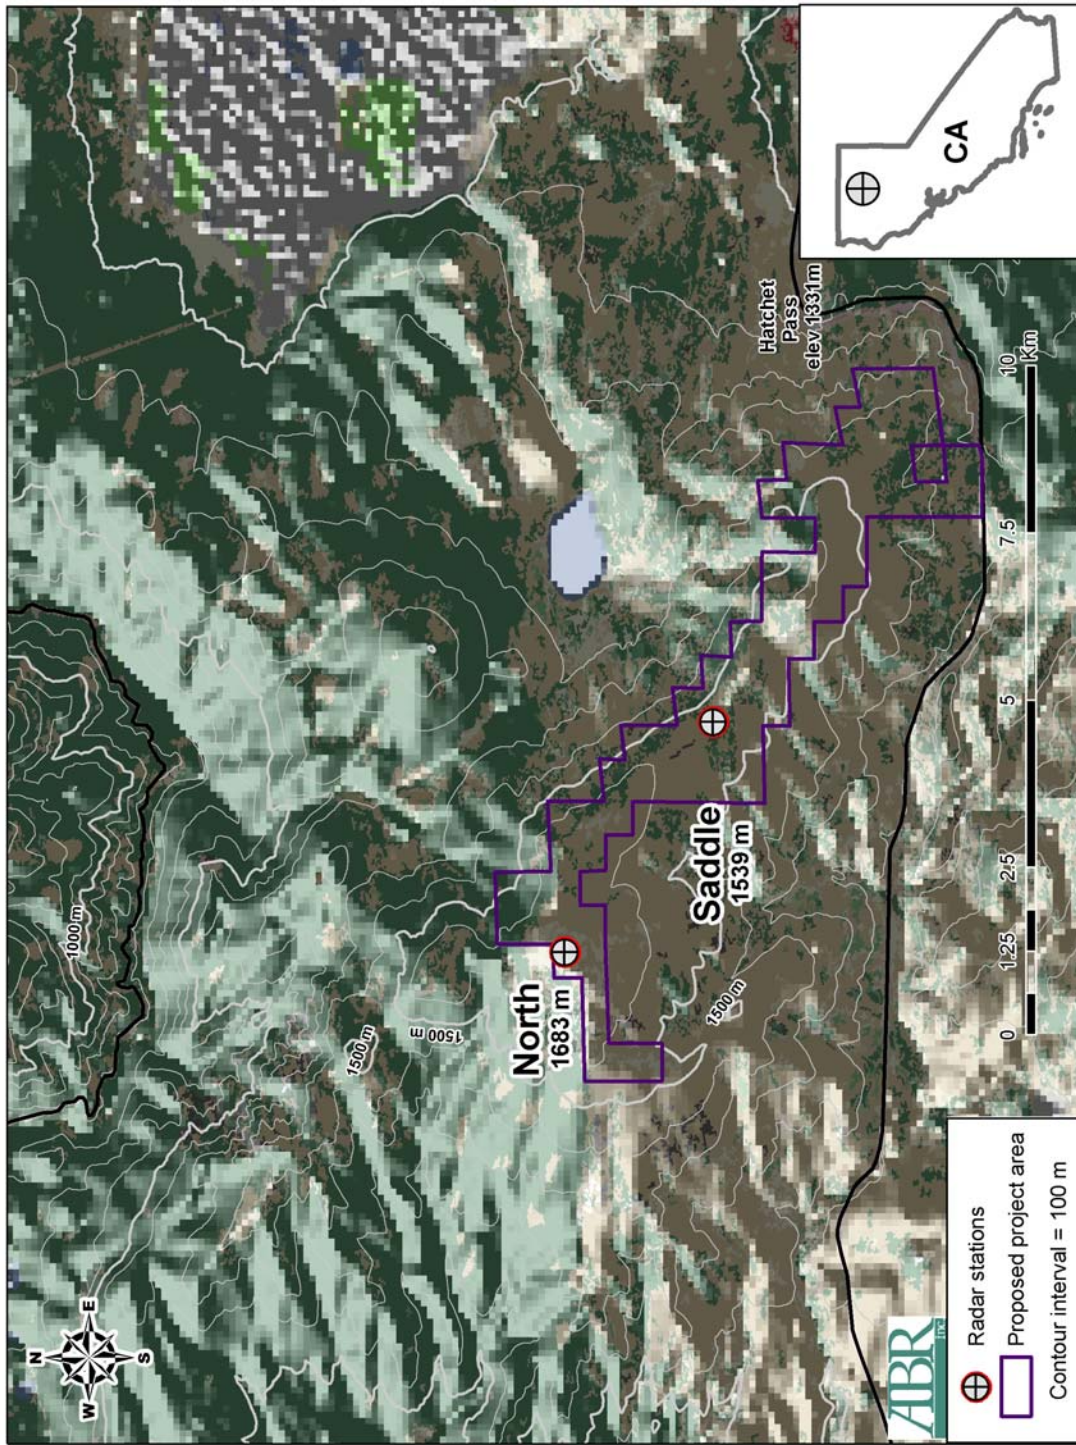 N
W
E
S
1000 m
1500 m
1500 m
North
1683 m
1500 m
Saddle
1539 m
Hatchet
Pass
elev 1331m
0
1.25
2.5
5
7.5
10
Km
CA
ABR
INC
Radar stations
Proposed project area
Contour interval = 100 m